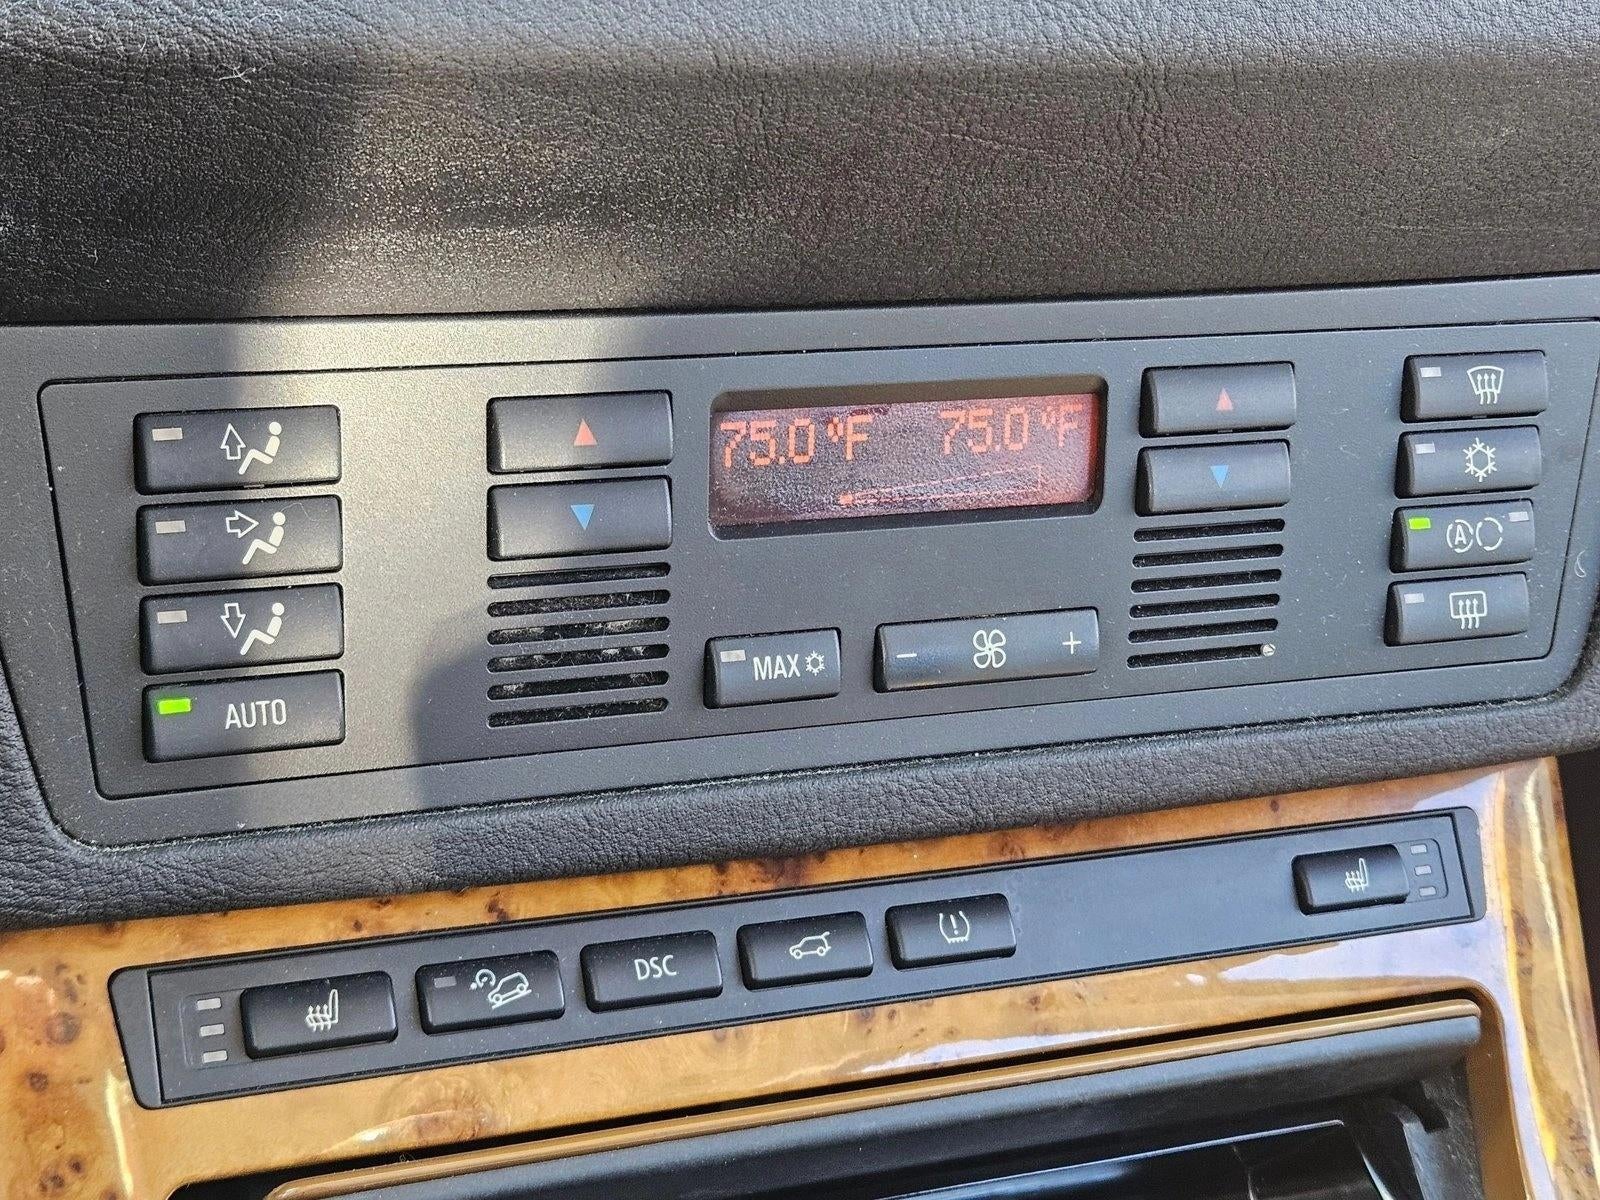 75.0 °F 75.0 °F
A
MAX
- +
AUTO
DSC
(!)